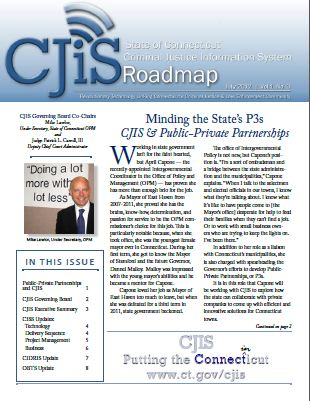 CJIS
State of Connecticut
Criminal Justice Information System
Roadmap
Revolutionary Technology Linking Connecticut's Criminal Justice & Law Enforcement Community
CJIS Governing Board Co-Chairs
Mike Lawlor,
Under Secretary, State OPM
and
Judge Patrick L. Carroll, III
Deputy Chief Court Administrator
"Doing a lot
more with
lot less"
Mike Lawlor, Under Secretary, OPM
IN THIS ISSUE
Public-Private Partnerships
and CJIS 1
CJIS Governing Board 2
CJIS Executive Summary 3
CISS Updates:
Technology 4
Delivery Sequence 4
Project Management 5
Business 6
CIDRIS Update 7
OBTS Update 8
Minding the State's P3s
CJIS & Public-Private Partnerships
Working in state government
isn't for the faint hearted,
but April Capone — the
recently-appointed Intergovernmental
Coordinator in the Office of Policy and
Management (OPM) — has proven she
has more than enough bob for the job.
As Mayor of East Haven from
2007-2011, she proved she has the
brains, know-how, determination, and
passion for service to be the OPM com-
missioner's choice for this job. This is
particularly notable because, when she
took office, she was the youngest female
mayor ever in Connecticut. During her
first term, she got to know the Mayor
of Stamford and the future Governor,
Dannel Malloy. Malloy was impressed
with the young mayor's abilities and he
became a mentor for Capone.
Capone loved her job as Mayor of
East Haven too much to leave, but when
she was defeated for a third term in
2011, state government beckoned.
The office of Intergovernmental
Policy is not new, but Capone's posi-
tion is. "I'm a sort of ombudsman and
a bridge between the state administra-
tion and the municipalities," Capone
explains. "When I talk to the selectmen
and elected officials in our towns, I know
what they're talking about. I know what
it's like to have people come to [the
Mayor's office] desperate for help to feed
their families when they can't find a job.
Or to work with small business own-
ers who are trying to keep the lights on.
I've been there."
In addition to her role as a liaison
with Connecticut's municipalities, she
is also charged with spearheading the
Governor's efforts to develop Public-
Private Partnerships, or P3s.
It is in this role that Capone will
be working with CJIS to explore how
the state can collaborate with private
companies to come up with efficient and
innovative solutions for Connecticut
towns.
Continued on page 2
CJIS
in
Putting the Connecticut
www.ct.gov/cjis